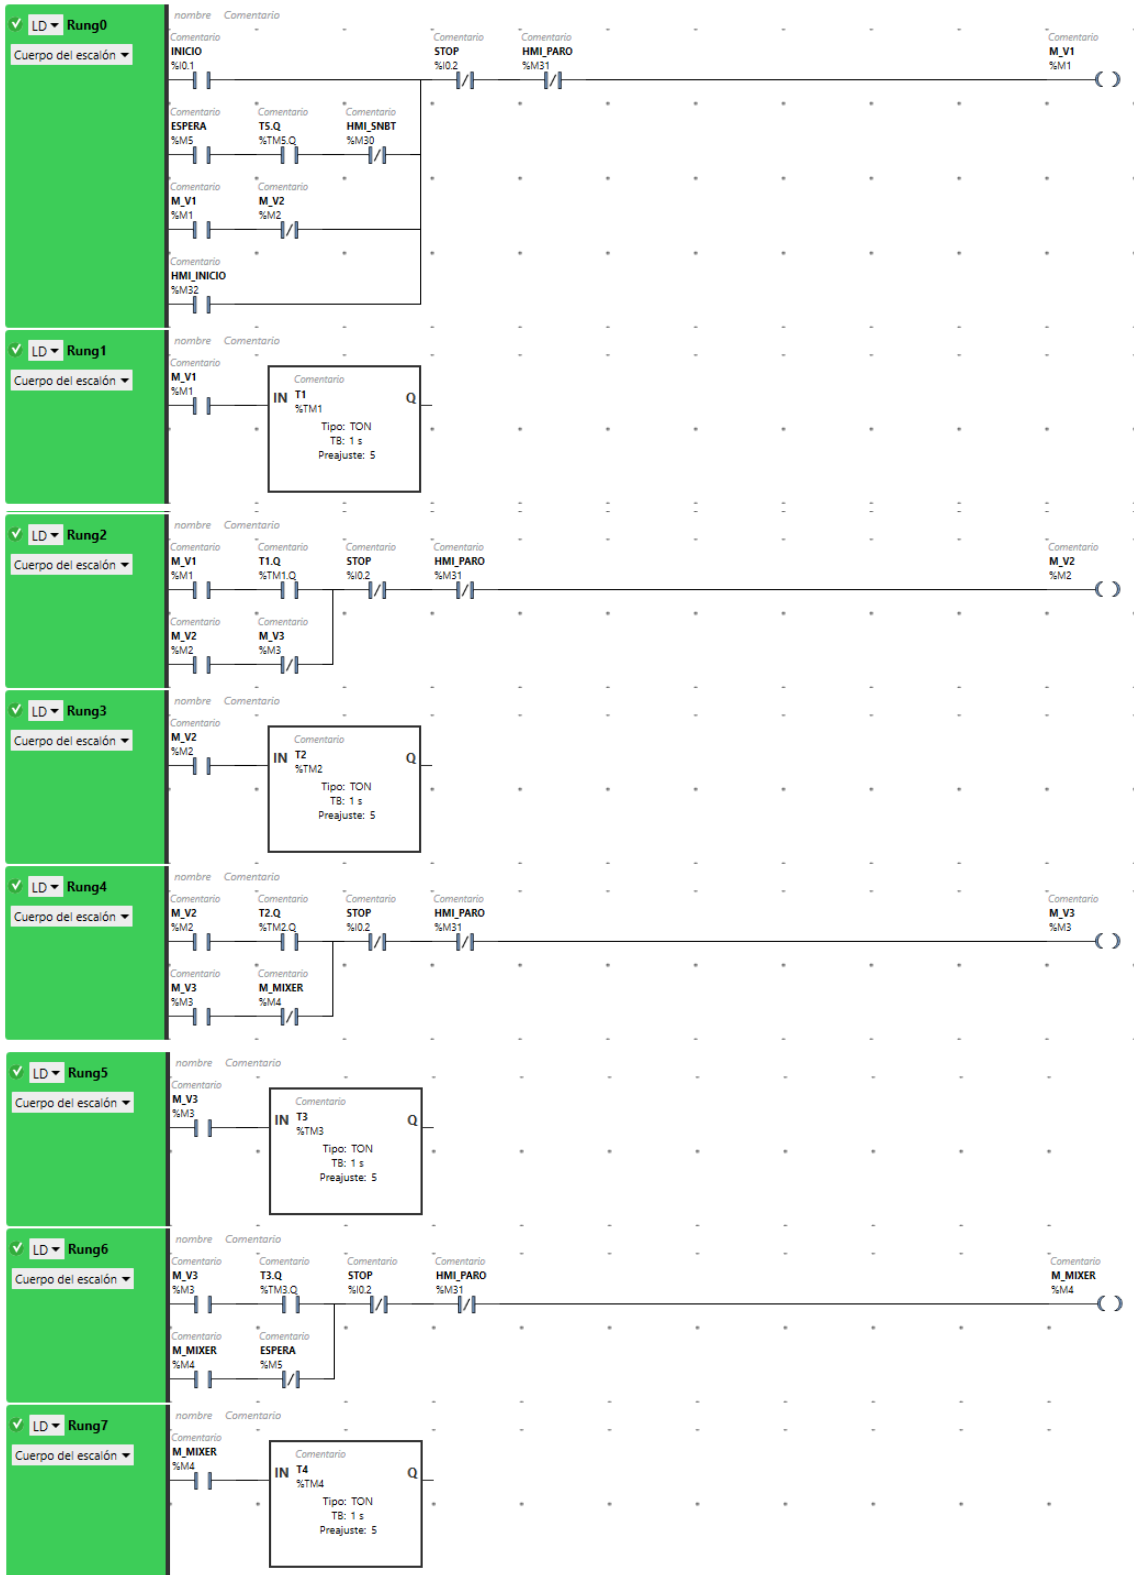 nombre Comentario
LD Rung0
Cuerpo del escalón
Comentario Comentario Comentario Comentario
INICIO STOP HMI_PARO M_V1
%I0.1 %I0.2 %M31 %M1
Comentario Comentario Comentario
ESPERA T5.Q HMI_SNBT
%M5 %TM5.Q %M30
Comentario Comentario
M_V1 M_V2
%M1 %M2
Comentario
HMI_INICIO
%M32
nombre Comentario
LD Rung1
Cuerpo del escalón
Comentario
M_V1
%M1
Comentario
IN T1 Q
%TM1
Tipo: TON
TB: 1 s
Preajuste: 5
nombre Comentario
LD Rung2
Cuerpo del escalón
Comentario Comentario Comentario Comentario Comentario
M_V1 T1.Q STOP HMI_PARO M_V2
%M1 %TM1.Q %I0.2 %M31 %M2
Comentario Comentario
M_V2 M_V3
%M2 %M3
nombre Comentario
LD Rung3
Cuerpo del escalón
Comentario
M_V2
%M2
Comentario
IN T2 Q
%TM2
Tipo: TON
TB: 1 s
Preajuste: 5
nombre Comentario
LD Rung4
Cuerpo del escalón
Comentario Comentario Comentario Comentario Comentario
M_V2 T2.Q STOP HMI_PARO M_V3
%M2 %TM2.Q %I0.2 %M31 %M3
Comentario Comentario
M_V3 M_MIXER
%M3 %M4
nombre Comentario
LD Rung5
Cuerpo del escalón
Comentario
M_V3
%M3
Comentario
IN T3 Q
%TM3
Tipo: TON
TB: 1 s
Preajuste: 5
nombre Comentario
LD Rung6
Cuerpo del escalón
Comentario Comentario Comentario Comentario Comentario
M_V3 T3.Q STOP HMI_PARO M_MIXER
%M3 %TM3.Q %I0.2 %M31 %M4
Comentario Comentario
M_MIXER ESPERA
%M4 %M5
nombre Comentario
LD Rung7
Cuerpo del escalón
Comentario
M_MIXER
%M4
Comentario
IN T4 Q
%TM4
Tipo: TON
TB: 1 s
Preajuste: 5